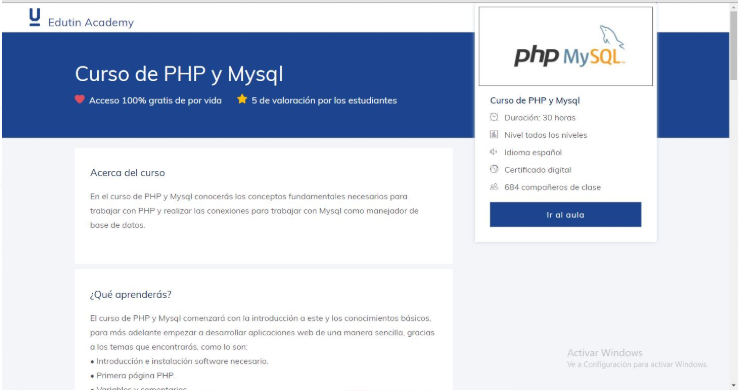 Edutin Academy
php MySQL
Curso de PHP y Mysql
Acceso 100% gratis de por vida 5 de valoración por los estudiantes
Curso de PHP y Mysql
Duración: 30 horas
Nivel todos los niveles
Idioma español
Certificado digital
684 compañeros de clase
Ir al aula
Acerca del curso
En el curso de PHP y Mysql conocerás los conceptos fundamentales necesarios para
trabajar con PHP y realizar las conexiones para trabajar con Mysql como manejador de
base de datos.
¿Qué aprenderás?
El curso de PHP y Mysql comenzará con la introducción a este y los conocimientos básicos,
para más adelante empezar a desarrollar aplicaciones web de una manera sencilla, gracias
a los temas que encontrarás, como lo son:
• Introducción e instalación software necesario.
• Primera página PHP.
• Variables y comentarios
Activar Windows
Ve a Configuración para activar Windows.